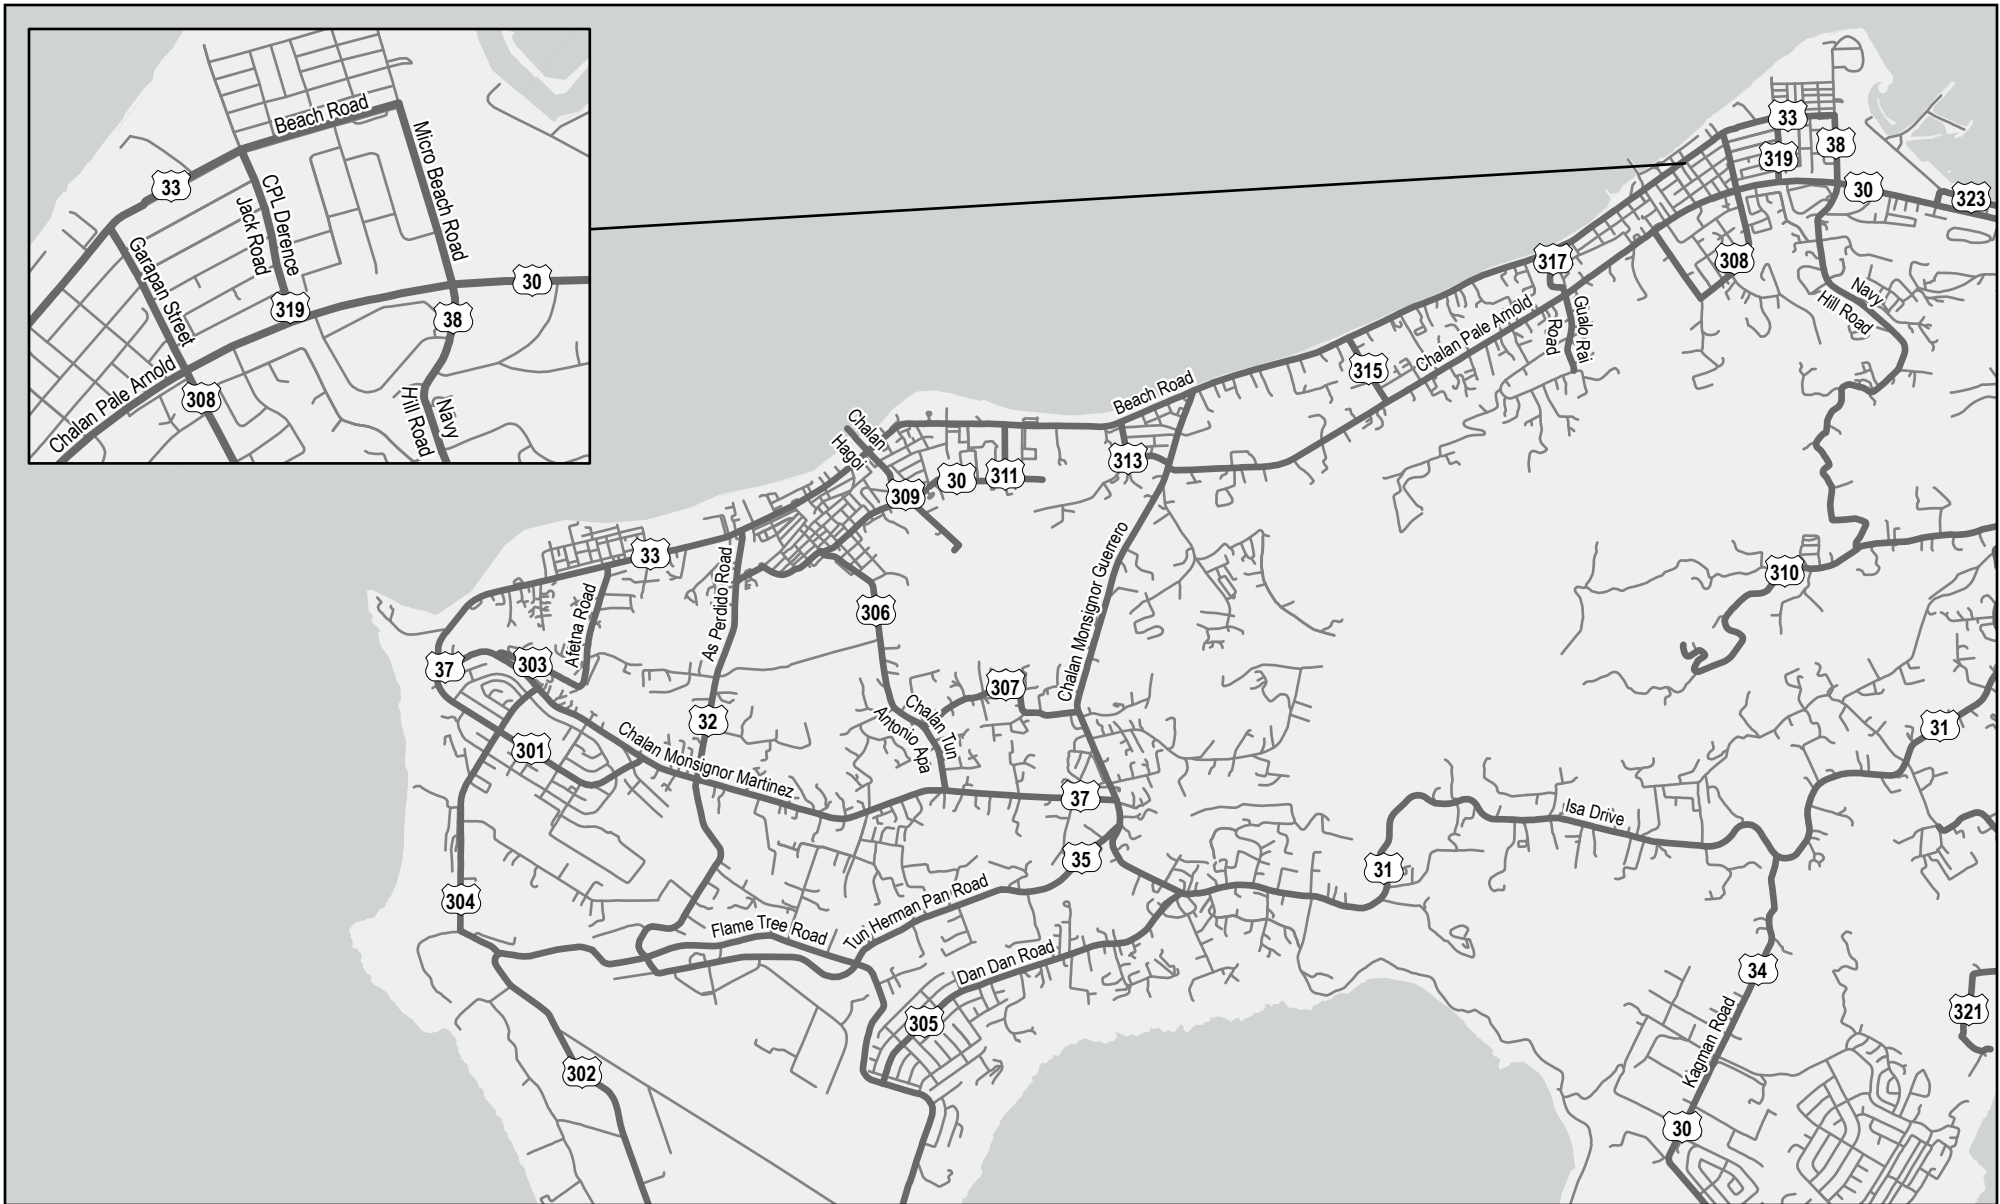 Beach Road
Micro Beach Road
33
CPL Derence
Jack Road
Garapan Street
319
30
38
Chalan Pale Arnold
308
Navy
Hill Road
33
38
319
30
323
317
308
Navy
Hill Road
Gualo Rai
Road
Chalan Pale Arnold
315
Beach Road
Chalan
Hagoi
313
311
30
309
33
As Perdido Road
Afetna Road
306
Chalan Monsignor Guerrero
310
37
303
307
Chalan Tun
Antonio Apa
32
Chalan Monsignor Martinez
301
31
37
Isa Drive
35
31
304
Tun Herman Pan Road
Flame Tree Road
Dan Dan Road
34
305
321
Kagman Road
302
30